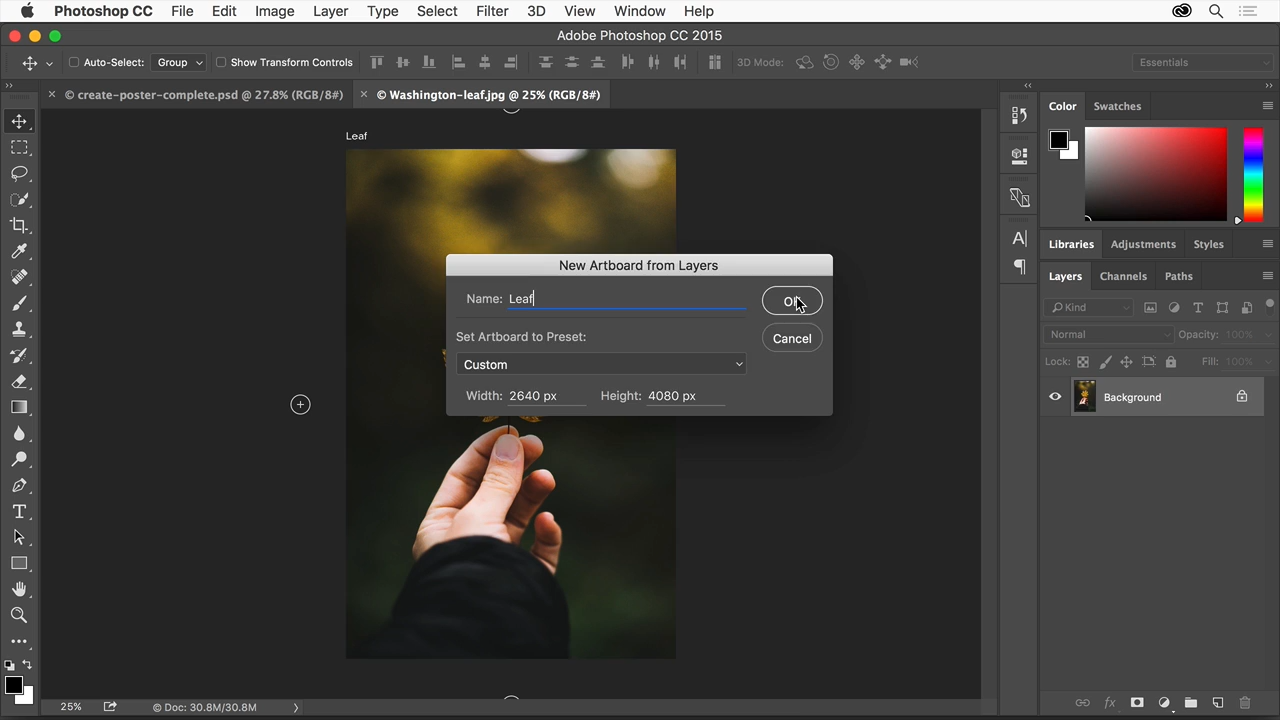 Photoshop CC File Edit Image Layer Type Select Filter 3D View Window Help
Adobe Photoshop CC 2015
Auto-Select: Group Show Transform Controls 3D Mode: Essentials
© create-poster-complete.psd @ 27.8% (RGB/8#) © Washington-leaf.jpg @ 25% (RGB/8#)
Leaf
Color Swatches
New Artboard from Layers
Name: Leaf
OK
Set Artboard to Preset:
Cancel
Custom
Width: 2640 px Height: 4080 px
Libraries Adjustments Styles
Layers Channels Paths
Kind
Normal Opacity: 100%
Lock: Fill: 100%
Background
25% © Doc: 30.8M/30.8M